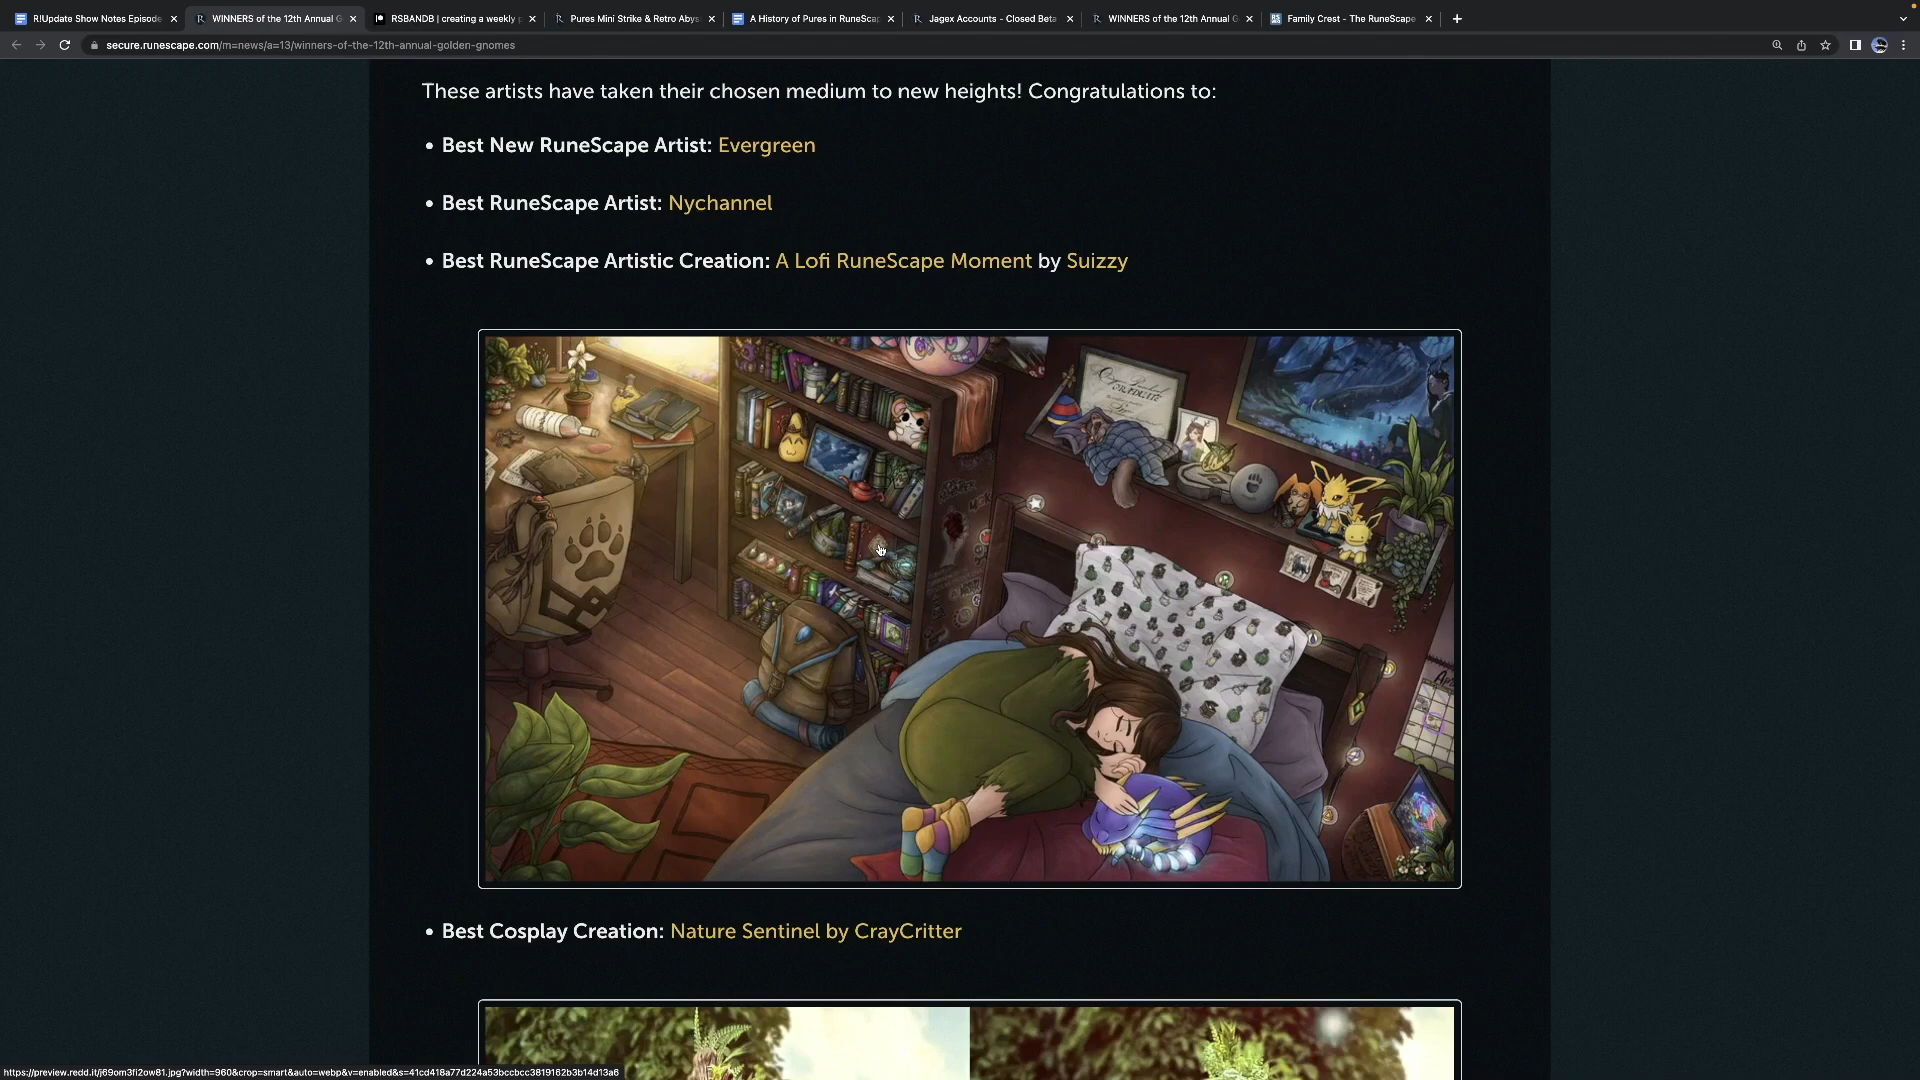 R!Update Show Notes Episode
WINNERS of the 12th Annual G
RSBANDB | creating a weekly p
Pures Mini Strike & Retro Abys
A History of Pures in RuneScap
Jagex Accounts - Closed Beta
WINNERS of the 12th Annual G
Family Crest - The RuneScape
secure.runescape.com/m=news/a=13/winners-of-the-12th-annual-golden-gnomes
These artists have taken their chosen medium to new heights! Congratulations to:
• Best New RuneScape Artist: Evergreen
• Best RuneScape Artist: Nychannel
• Best RuneScape Artistic Creation: A Lofi RuneScape Moment by Suizzy
GRADUATE
• Best Cosplay Creation: Nature Sentinel by CrayCritter
https://preview.redd.it/j69om3fi2ow81.jpg?width=960&crop=smart&auto=webp&v=enabled&s=41cd418a77d224a53bccbcc3819162b3b14d13a6